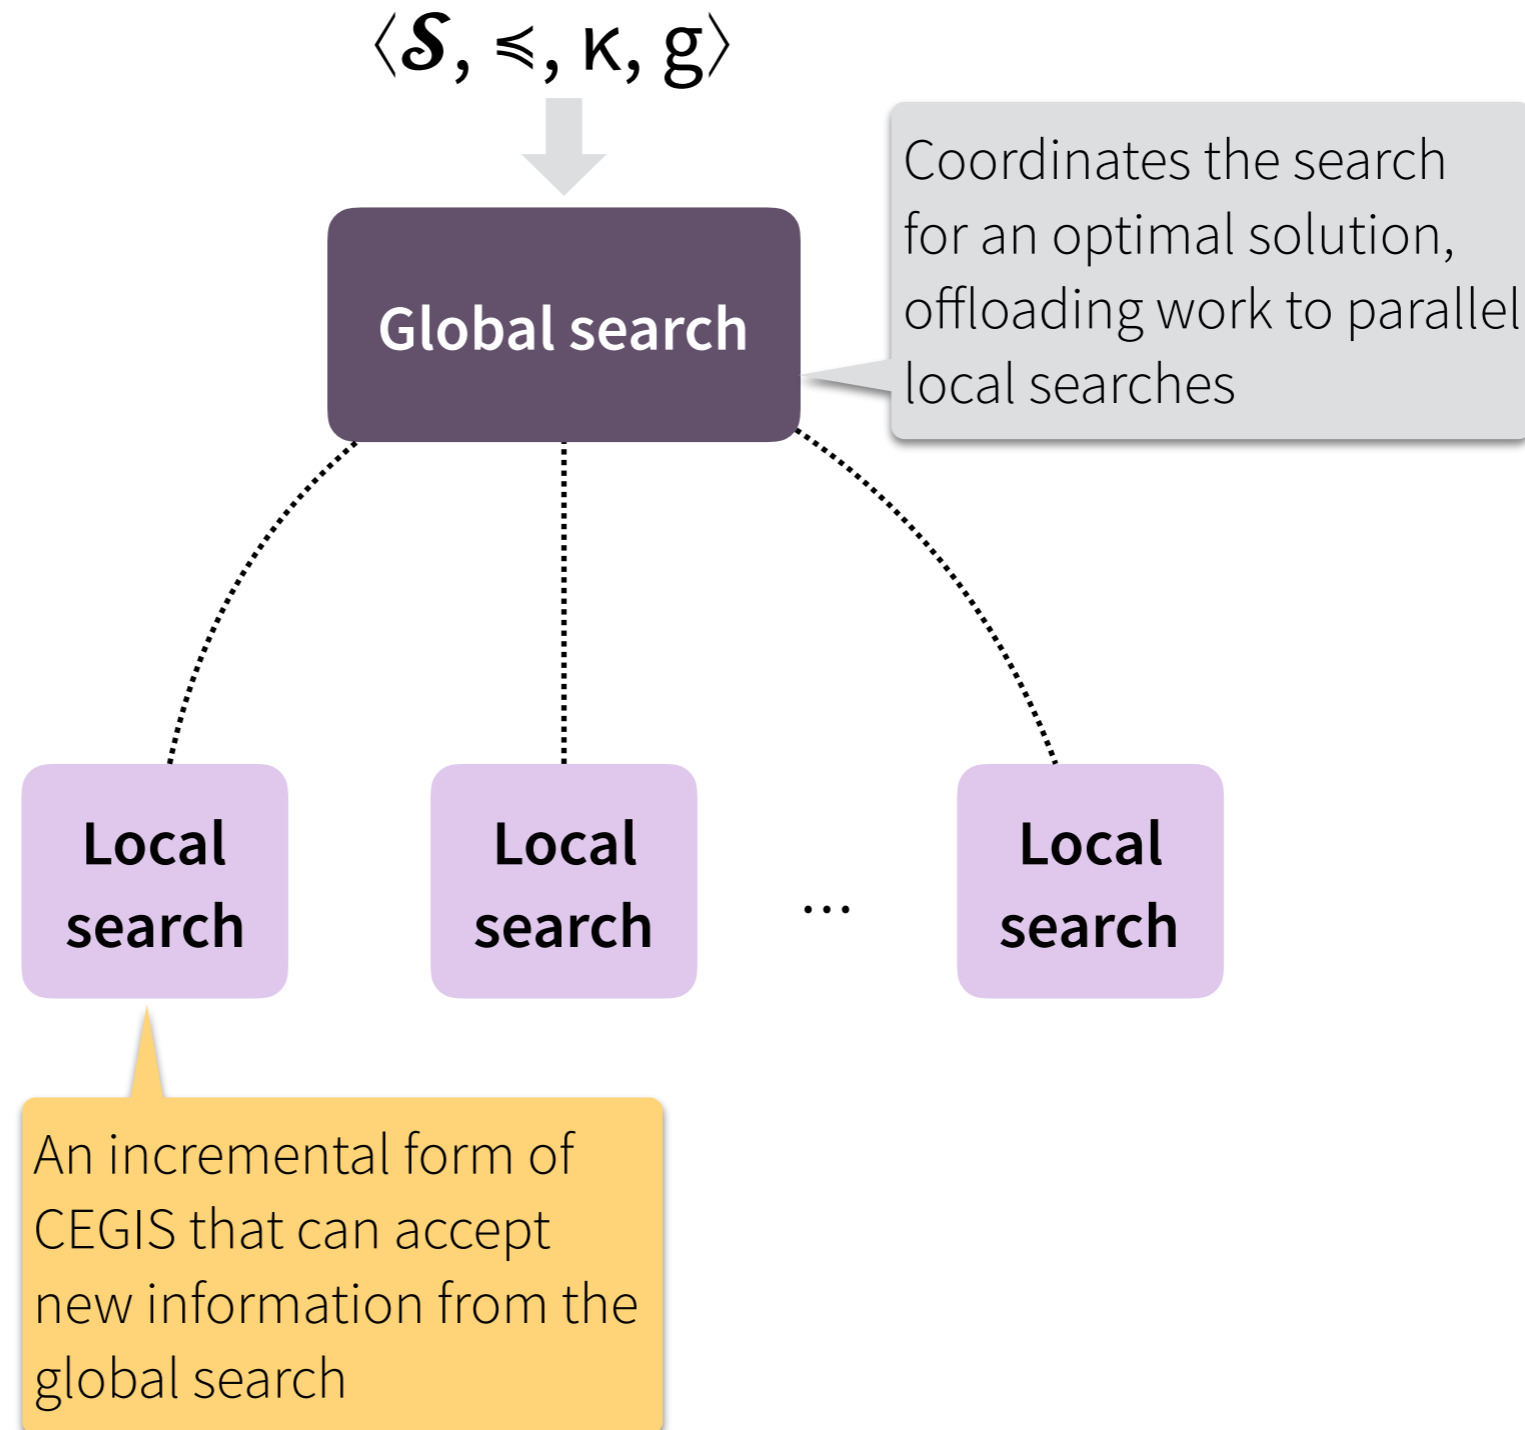 ⟨𝓢, ≼, κ, g⟩
Coordinates the search
for an optimal solution,
offloading work to parallel
local searches
Global search
Local
search
Local
search
...
Local
search
An incremental form of
CEGIS that can accept
new information from the
global search